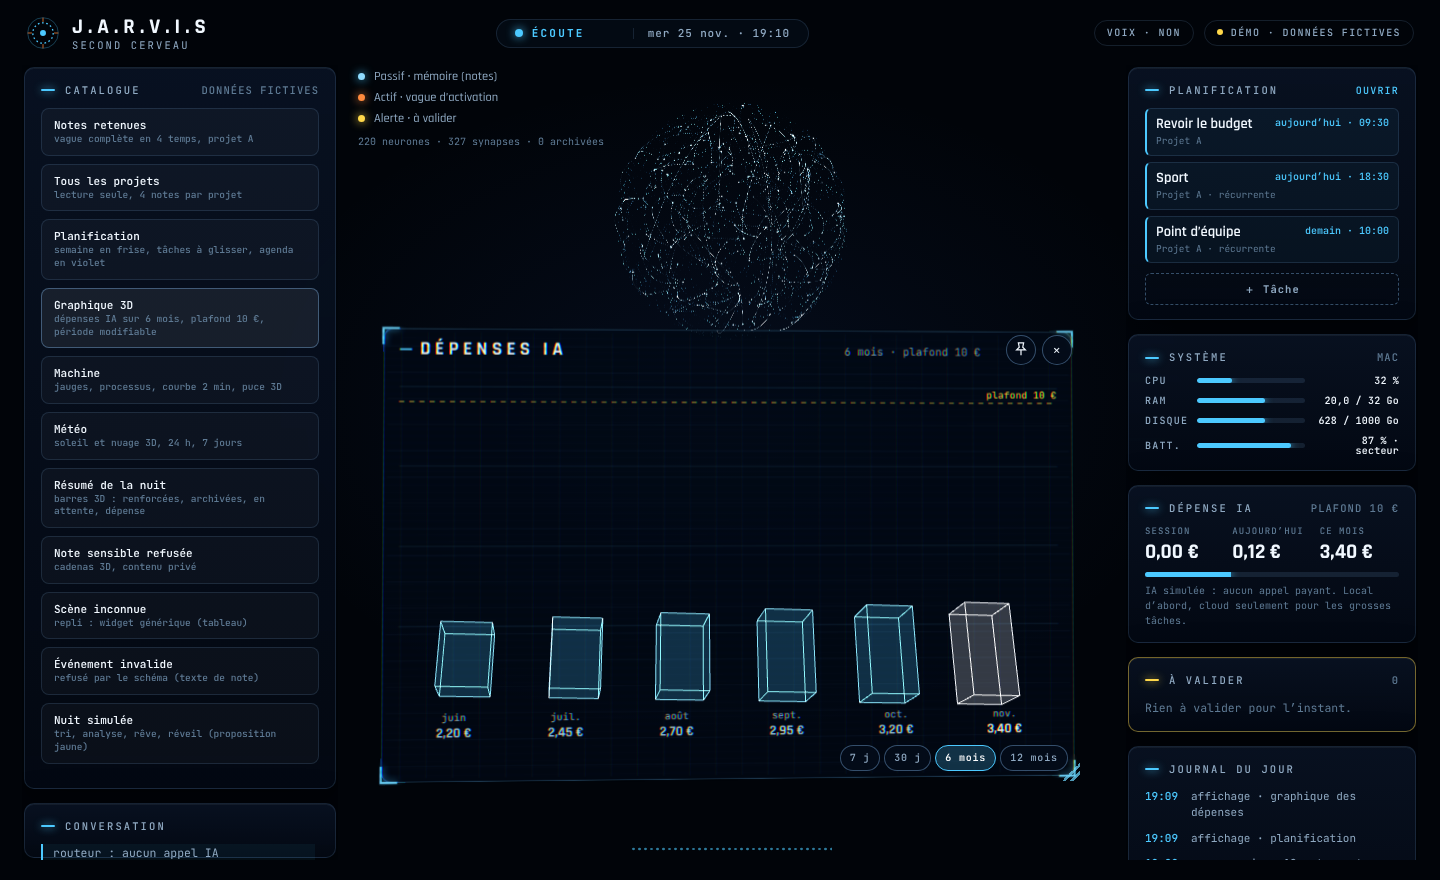 J.A.R.V.I.S
SECOND CERVEAU
ÉCOUTE
mer 25 nov. · 19:10
VOIX · NON
DÉMO · DONNÉES FICTIVES
CATALOGUE
DONNÉES FICTIVES
Notes retenues
vague complète en 4 temps, projet A
Tous les projets
lecture seule, 4 notes par projet
Planification
semaine en frise, tâches à glisser, agenda
en violet
Graphique 3D
dépenses IA sur 6 mois, plafond 10 €,
période modifiable
Machine
jauges, processus, courbe 2 min, puce 3D
Météo
soleil et nuage 3D, 24 h, 7 jours
Résumé de la nuit
barres 3D : renforcées, archivées, en
attente, dépense
Note sensible refusée
cadenas 3D, contenu privé
Scène inconnue
repli : widget générique (tableau)
Événement invalide
refusé par le schéma (texte de note)
Nuit simulée
tri, analyse, rêve, réveil (proposition
jaune)
CONVERSATION
routeur : aucun appel IA
Passif · mémoire (notes)
Actif · vague d'activation
Alerte · à valider
220 neurones · 327 synapses · 0 archivées
DÉPENSES IA
6 mois · plafond 10 €
×
plafond 10 €
juin
2,20 €
juil.
2,45 €
août
2,70 €
sept.
2,95 €
oct.
3,20 €
nov.
3,40 €
7 j
30 j
6 mois
12 mois
PLANIFICATION
OUVRIR
Revoir le budget
aujourd’hui · 09:30
Projet A
Sport
aujourd’hui · 18:30
Projet A · récurrente
Point d’équipe
demain · 10:00
Projet A · récurrente
+ Tâche
SYSTÈME
MAC
CPU
32 %
RAM
20,0 / 32 Go
DISQUE
628 / 1000 Go
BATT.
87 % ·
secteur
DÉPENSE IA
PLAFOND 10 €
SESSION
AUJOURD’HUI
CE MOIS
0,00 €
0,12 €
3,40 €
IA simulée : aucun appel payant. Local
d’abord, cloud seulement pour les grosses
tâches.
À VALIDER
0
Rien à valider pour l’instant.
JOURNAL DU JOUR
19:09
affichage · graphique des
dépenses
19:09
affichage · planification